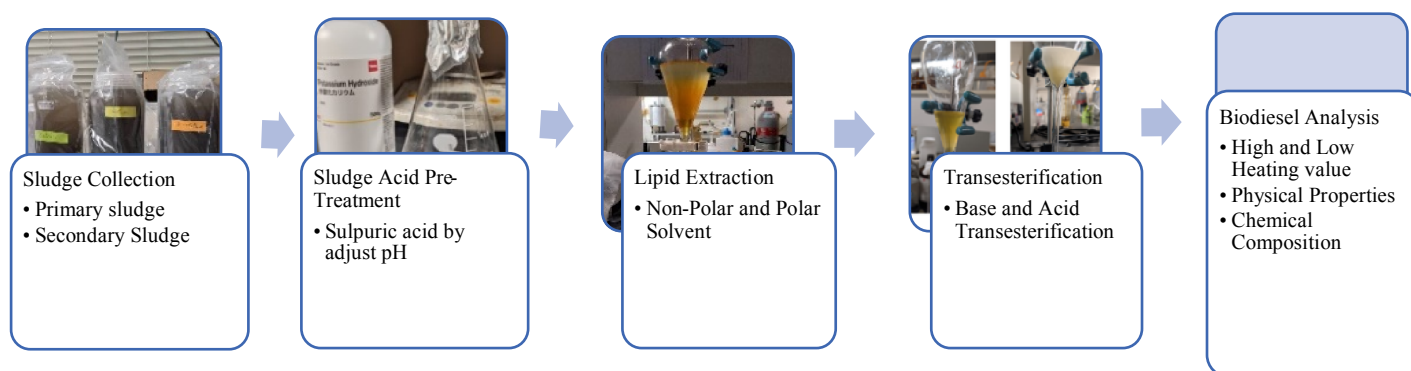 Sludge Collection
• Primary sludge
• Secondary Sludge
Potassium Hydroxide
Sludge Acid Pre-
Treatment
• Sulpuric acid by
adjust pH
Lipid Extraction
• Non-Polar and Polar
Solvent
Transesterification
• Base and Acid
Transesterification
Biodiesel Analysis
• High and Low
Heating value
• Physical Properties
• Chemical
Composition